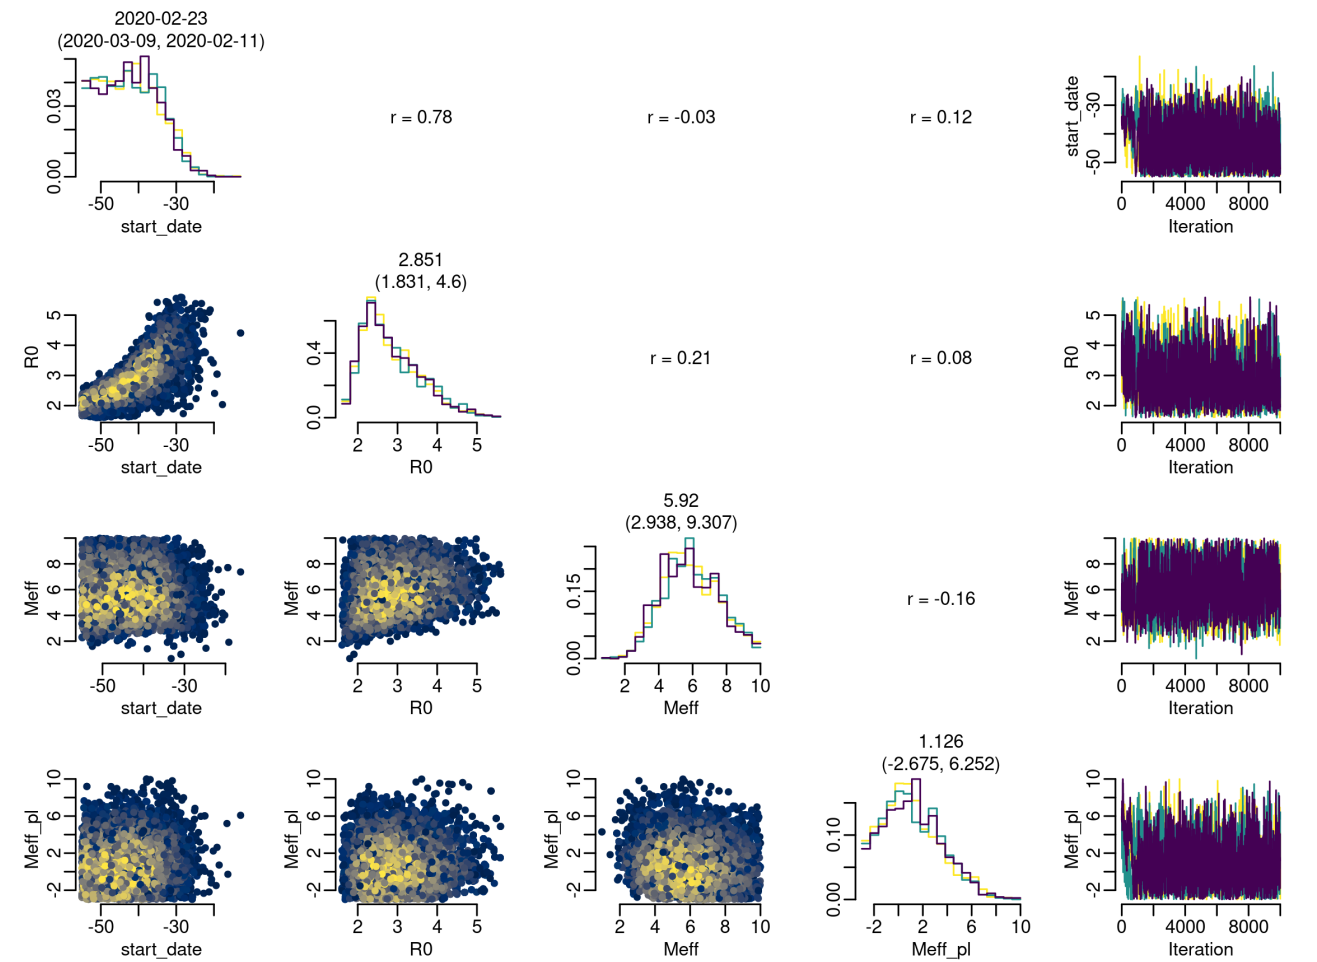 2020-02-23
(2020-03-09, 2020-02-11)
0.00 0.03
-50 -30
start_date
r = 0.78
r = -0.03
r = 0.12
start_date
-50 -30
0 4000 8000
Iteration
R0
2 3 4 5
-50 -30
start_date
2.851
(1.831, 4.6)
0.0 0.4
2 3 4 5
R0
r = 0.21
r = 0.08
R0
2 3 4 5
0 4000 8000
Iteration
Meff
2 4 6 8
-50 -30
start_date
Meff
2 4 6 8
2 3 4 5
R0
5.92
(2.938, 9.307)
0.00 0.15
2 4 6 8 10
Meff
r = -0.16
Meff
2 4 6 8
0 4000 8000
Iteration
Meff_pl
-2 2 6 10
-50 -30
start_date
Meff_pl
-2 2 6 10
2 3 4 5
R0
Meff_pl
-2 2 6 10
2 4 6 8 10
Meff
1.126
(-2.675, 6.252)
0.00 0.10
-2 2 6 10
Meff_pl
Meff_pl
-2 2 6 10
0 4000 8000
Iteration